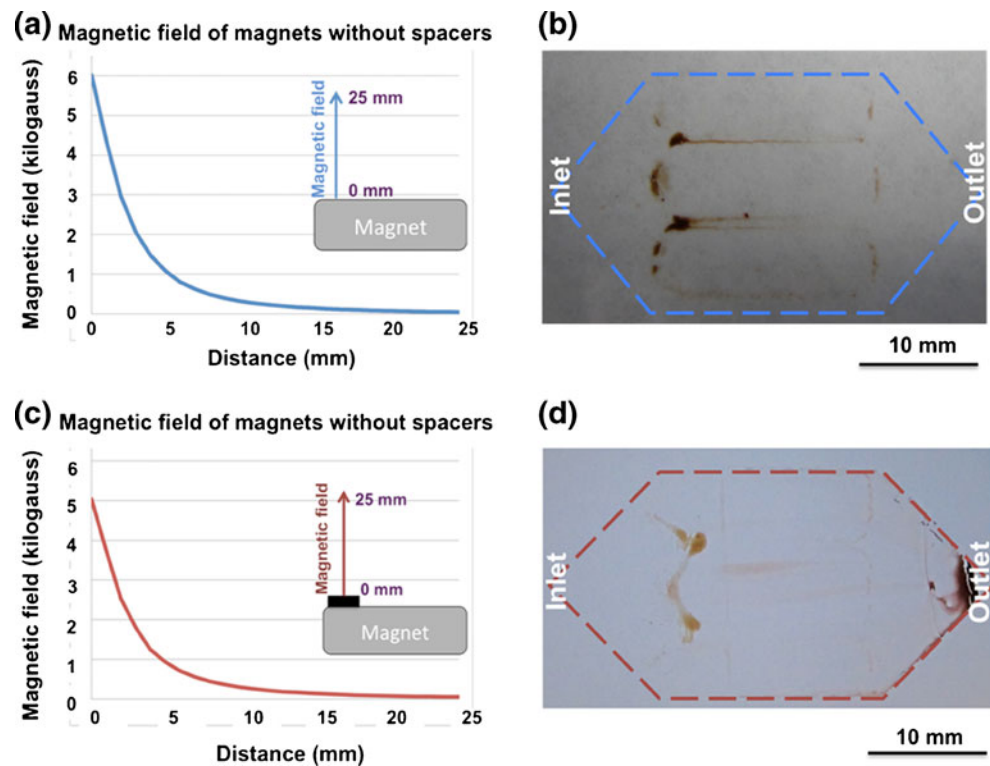 (a)
Magnetic field of magnets without spacers
Magnetic field (kilogauss)
6
5
4
3
2
1
0
0 5 10 15 20 25
Distance (mm)
Magnetic field
25 mm
0 mm
Magnet
(b)
Inlet
Outlet
10 mm
(c)
Magnetic field of magnets without spacers
Magnetic field (kilogauss)
6
5
4
3
2
1
0
0 5 10 15 20 25
Distance (mm)
Magnetic field
25 mm
0 mm
Magnet
(d)
Inlet
Outlet
10 mm